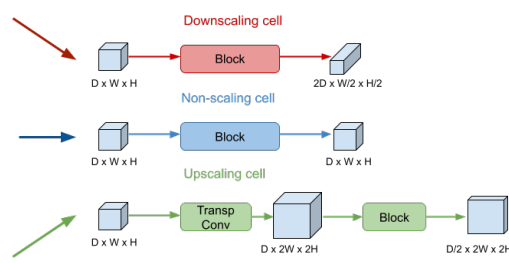 Downscaling cell
Block
D x W x H
2D x W/2 x H/2
Non-scaling cell
Block
D x W x H
D x W x H
Upscaling cell
Transp
Conv
Block
D x W x H
D x 2W x 2H
D/2 x 2W x 2H